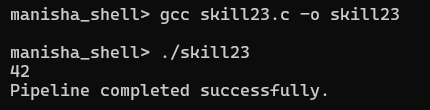 manisha_shell> gcc skill23.c -o skill23
manisha_shell> ./skill23
42
Pipeline completed successfully.